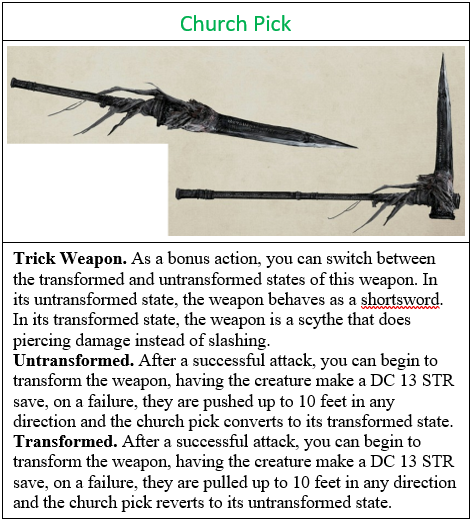 Church Pick
Trick Weapon. As a bonus action, you can switch between
the transformed and untransformed states of this weapon. In
its untransformed state, the weapon behaves as a shortsword.
In its transformed state, the weapon is a scythe that does
piercing damage instead of slashing.
Untransformed. After a successful attack, you can begin to
transform the weapon, having the creature make a DC 13 STR
save, on a failure, they are pushed up to 10 feet in any
direction and the church pick converts to its transformed state.
Transformed. After a successful attack, you can begin to
transform the weapon, having the creature make a DC 13 STR
save, on a failure, they are pulled up to 10 feet in any direction
and the church pick reverts to its untransformed state.